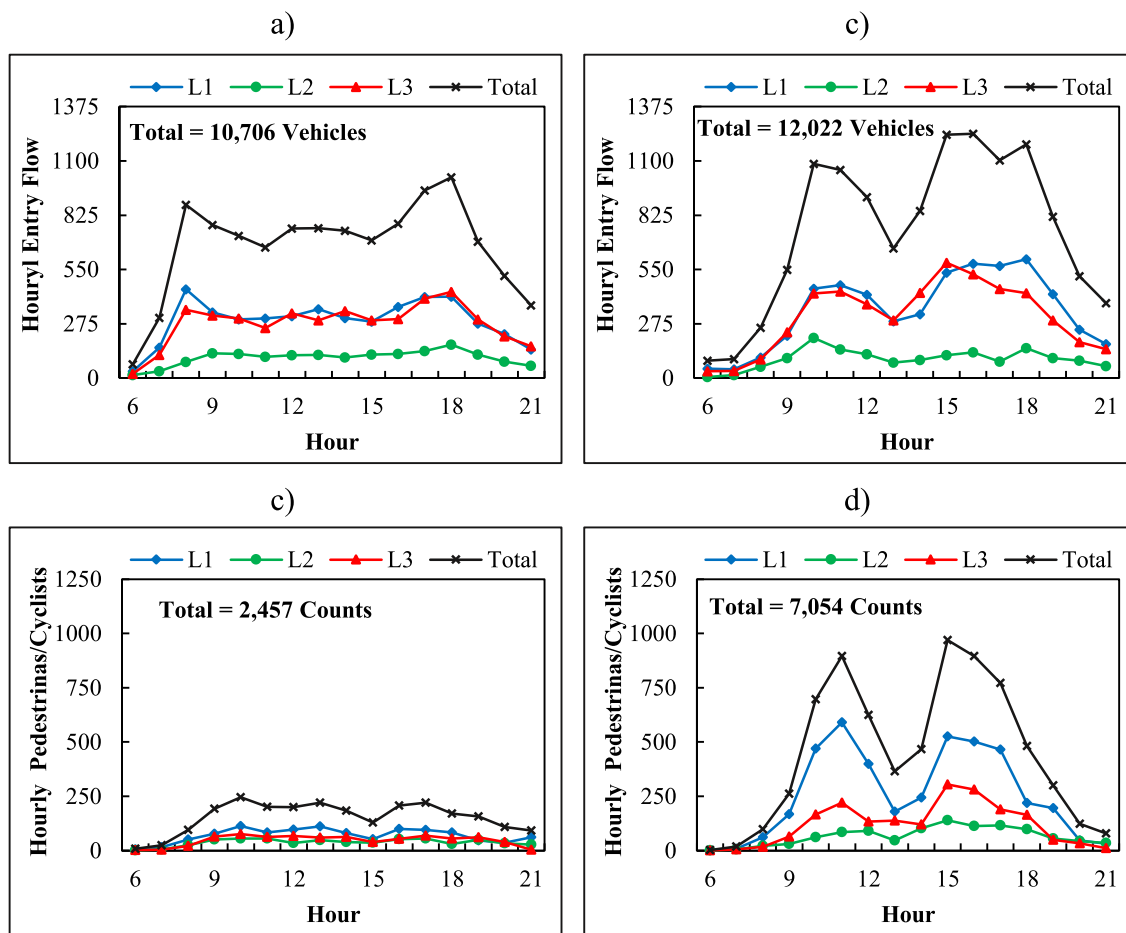 a)
L1 L2 L3 Total
Total = 10,706 Vehicles
Houryl Entry Flow
1375
1100
825
550
275
0
6 9 12 15 18 21
Hour
c)
L1 L2 L3 Total
Total = 12,022 Vehicles
Hourly Entry Flow
1375
1100
825
550
275
0
6 9 12 15 18 21
Hour
c)
L1 L2 L3 Total
Total = 2,457 Counts
Hourly Pedestrinas/Cyclists
1250
1000
750
500
250
0
6 9 12 15 18 21
Hour
d)
L1 L2 L3 Total
Total = 7,054 Counts
Hourly Pedestrinas/Cyclists
1250
1000
750
500
250
0
6 9 12 15 18 21
Hour